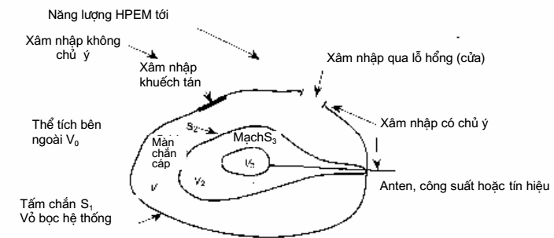 Năng lượng HPEM tới
Xâm nhập không
chủ ý
Xâm nhập
khuếch tán
Xâm nhập qua lỗ hổng (cửa)
Thể tích bên
ngoài V₀
S₂
Màn
chắn
cáp
MạchS₃
Xâm nhập có chủ ý
V₃
V
V₂
Anten, công suất hoặc tín hiệu
Tấm chắn S₁
Vỏ bọc hệ thống